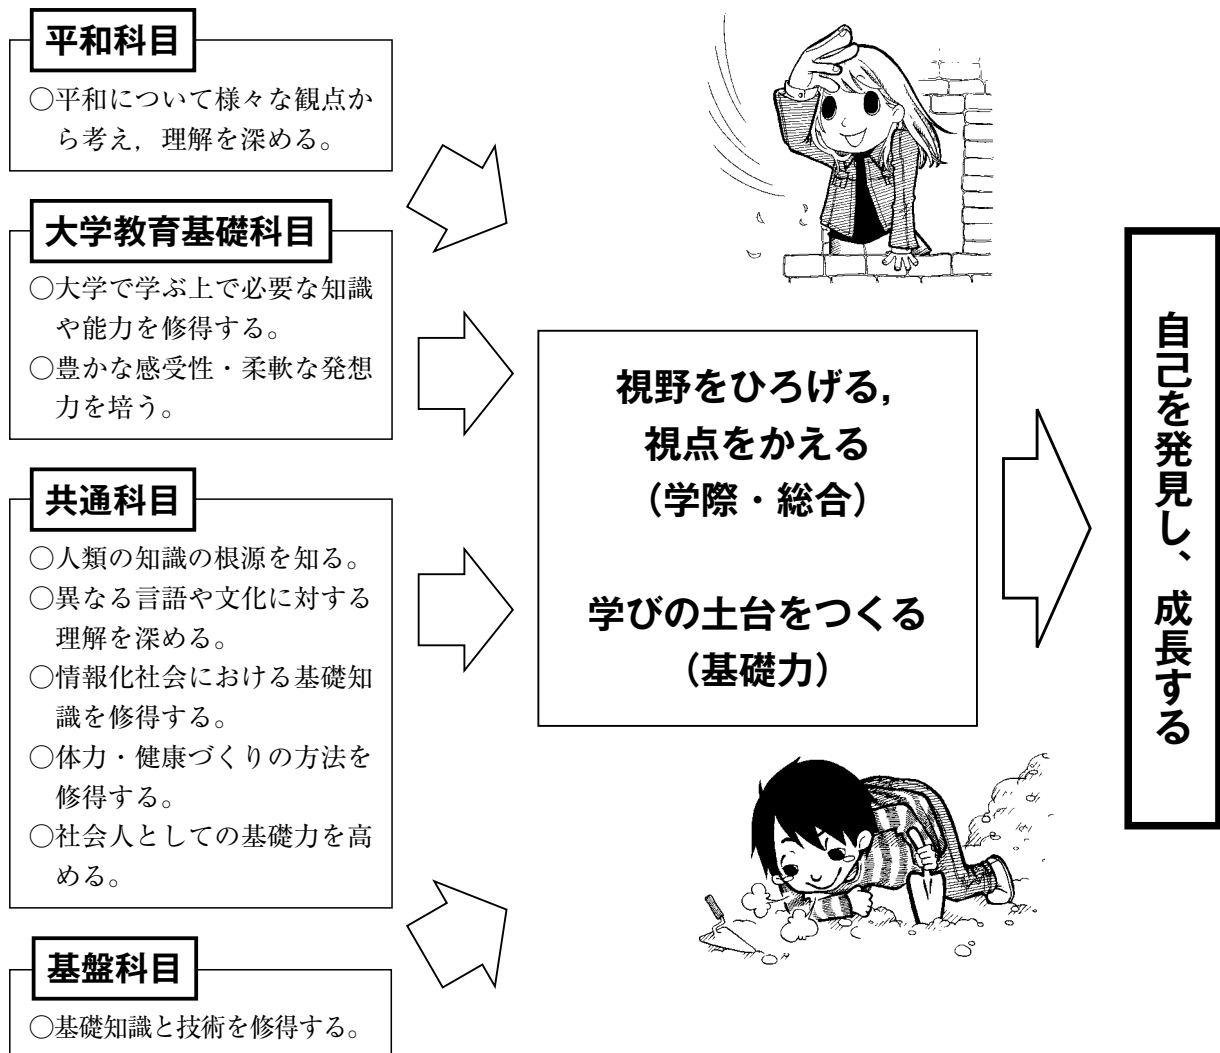 平和科目
○平和について様々な観点か
ら考え，理解を深める。
大学教育基礎科目
○大学で学ぶ上で必要な知識
や能力を修得する。
○豊かな感受性・柔軟な発想
力を培う。
共通科目
○人類の知識の根源を知る。
○異なる言語や文化に対する
理解を深める。
○情報化社会における基礎知
識を修得する。
○体力・健康づくりの方法を
修得する。
○社会人としての基礎力を高
める。
基盤科目
○基礎知識と技術を修得する。
視野をひろげる，
視点をかえる
（学際・総合）
学びの土台をつくる
（基礎力）
自己を発見し、成長する